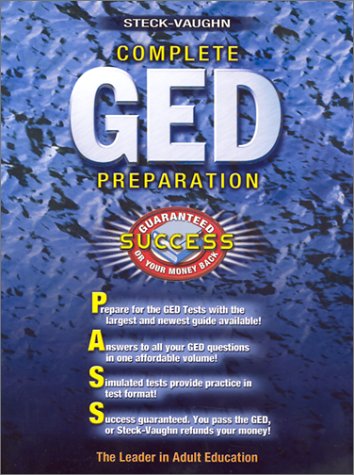 STECK-VAUGHN
COMPLETE
GED
PREPARATION
GUARANTEED
SUCCESS
OR YOUR MONEY BACK
Prepare for the GED Tests with the
largest and newest guide available!
Answers to all your GED questions
in one affordable volume!
Simulated tests provide practice in
test format!
Success guaranteed. You pass the GED,
or Steck-Vaughn refunds your money!
The Leader in Adult Education